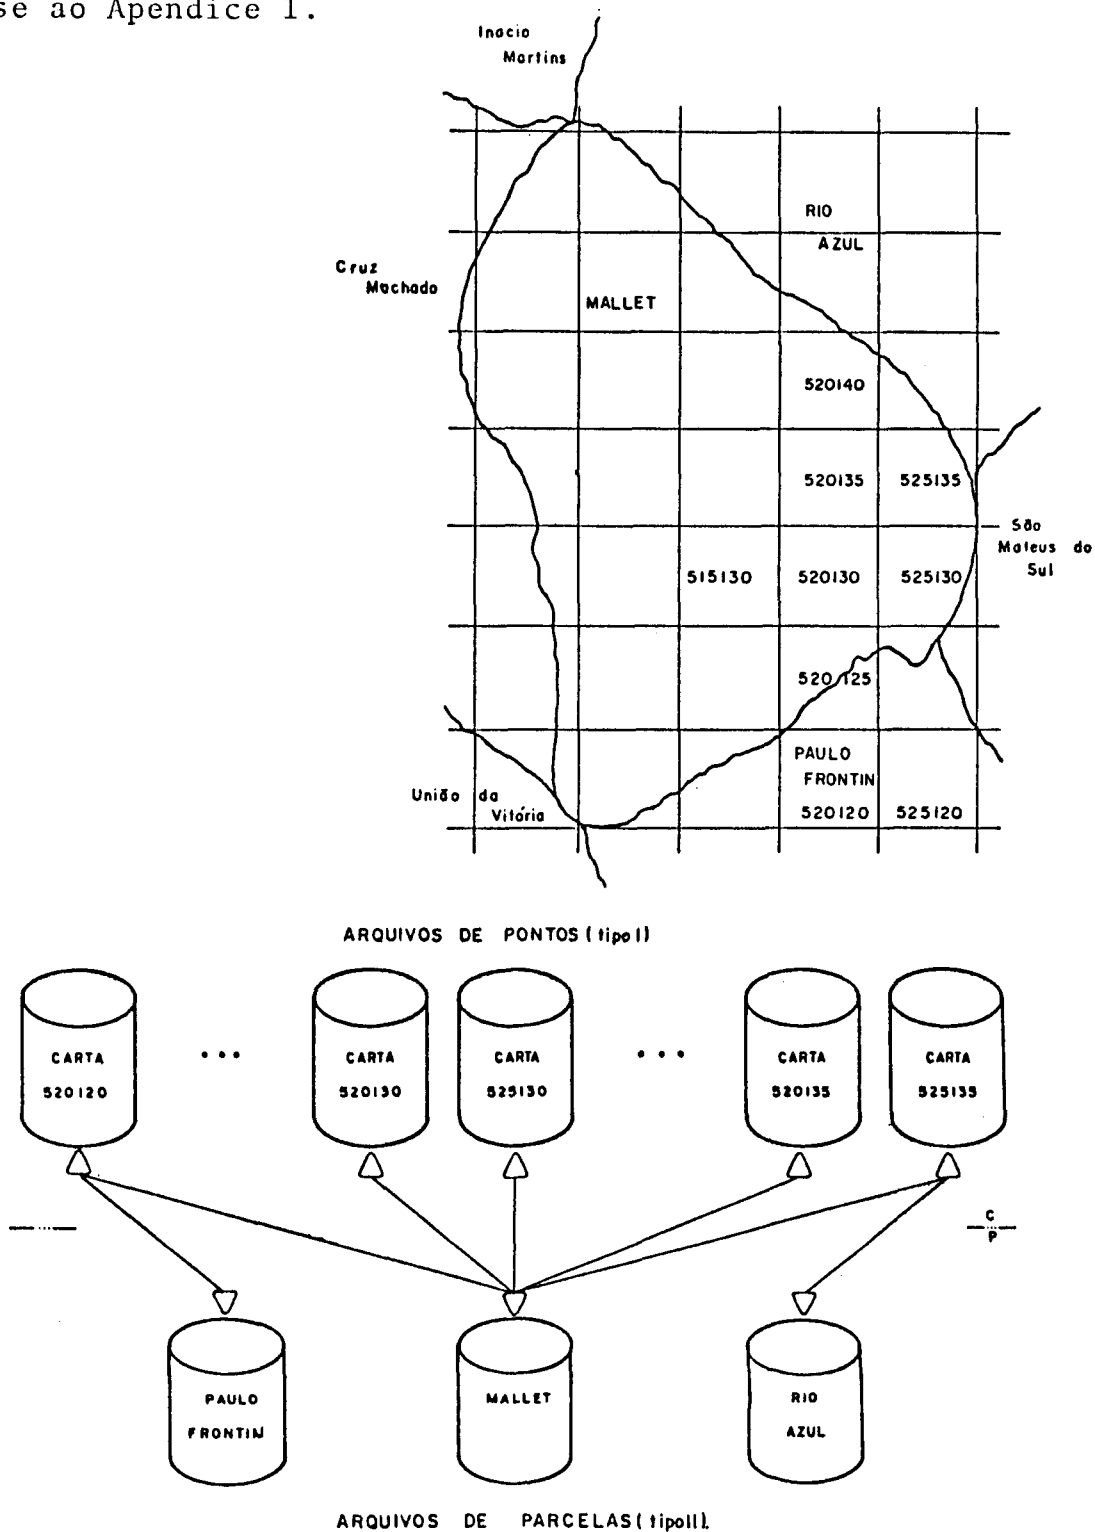 se ao Apendice 1.
Inacio
Martins
RIO
AZUL
Cruz
Machado
MALLET
520140
520135 525135
São
Mateus do
Sul
515130 520130 525130
520125
PAULO
FRONTIN
União da
Vitória
520120 525120
ARQUIVOS DE PONTOS (tipo I)
CARTA
520120
...
CARTA
520130
CARTA
525130
...
CARTA
520135
CARTA
525135
C
P
PAULO
FRONTIN
MALLET
RIO
AZUL
ARQUIVOS DE PARCELAS (tipo II).